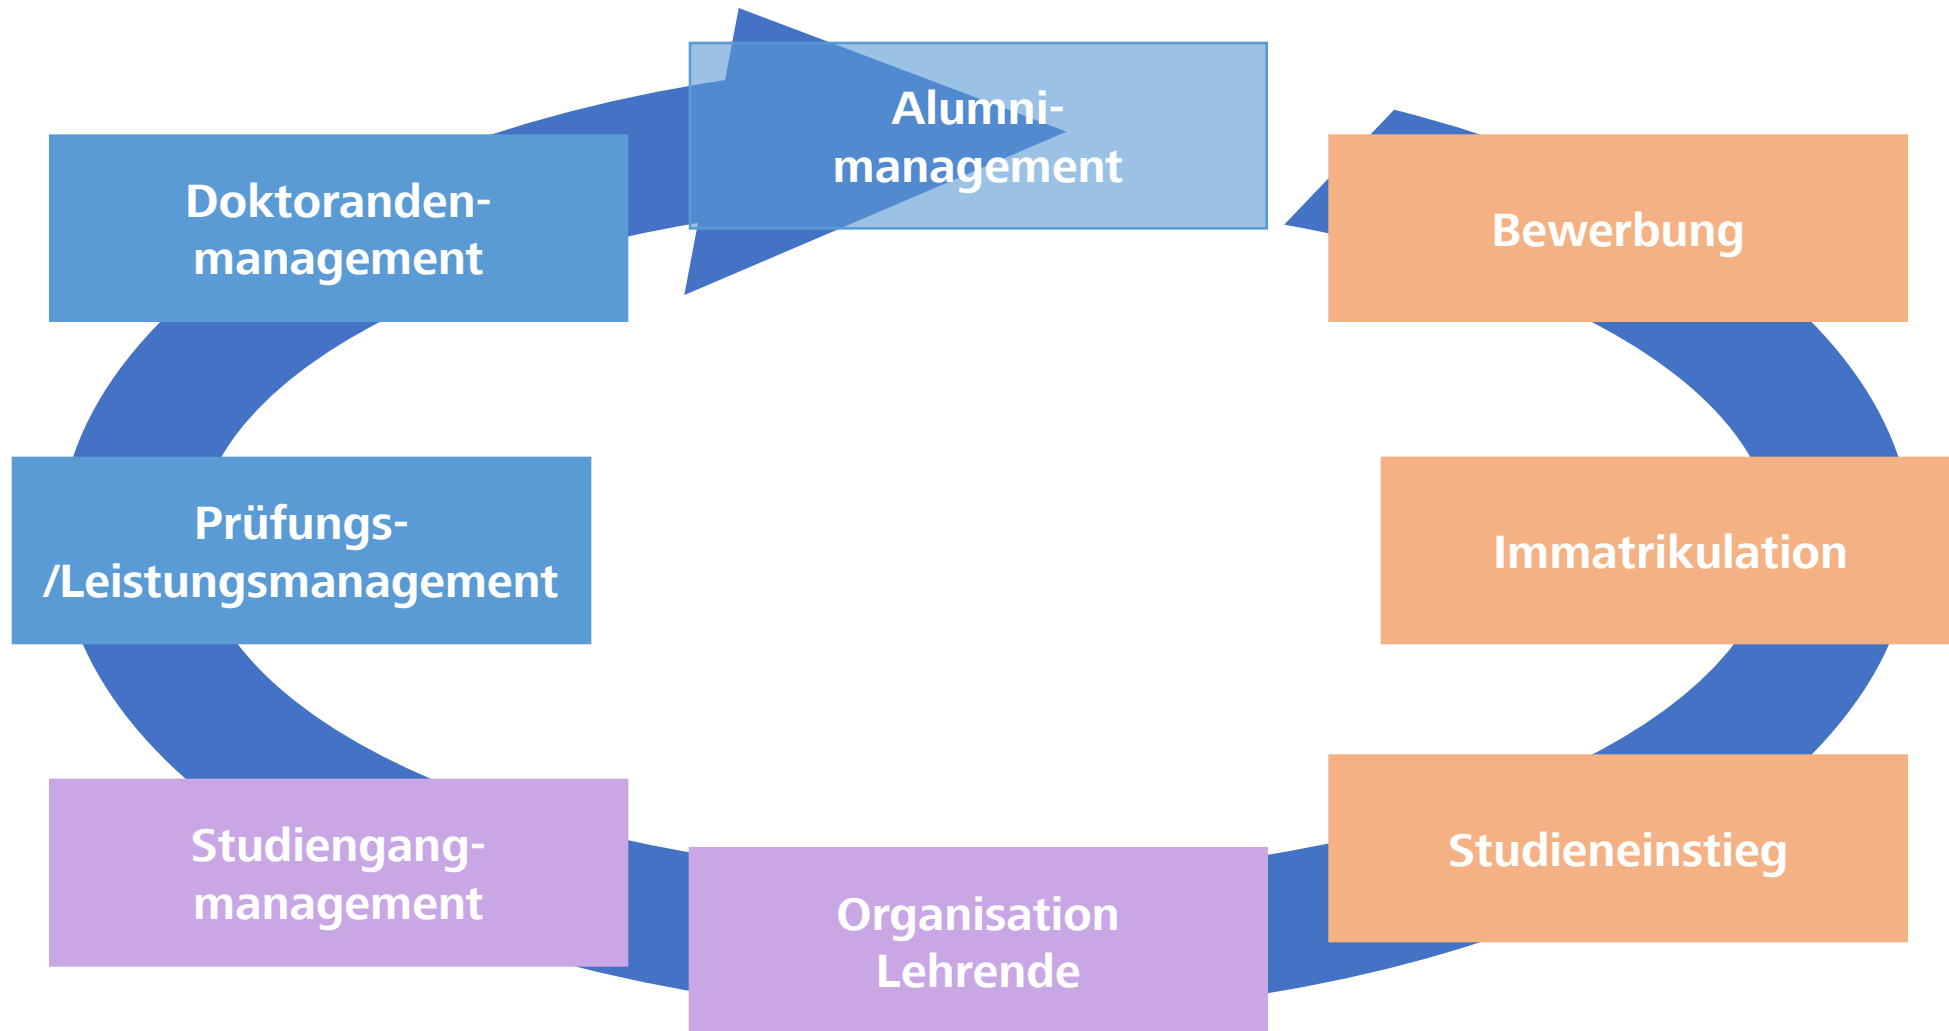 Alumni-
management
Bewerbung
Immatrikulation
Studieneinstieg
Organisation
Lehrende
Studiengang-
management
Prüfungs-
/Leistungsmanagement
Doktoranden-
management